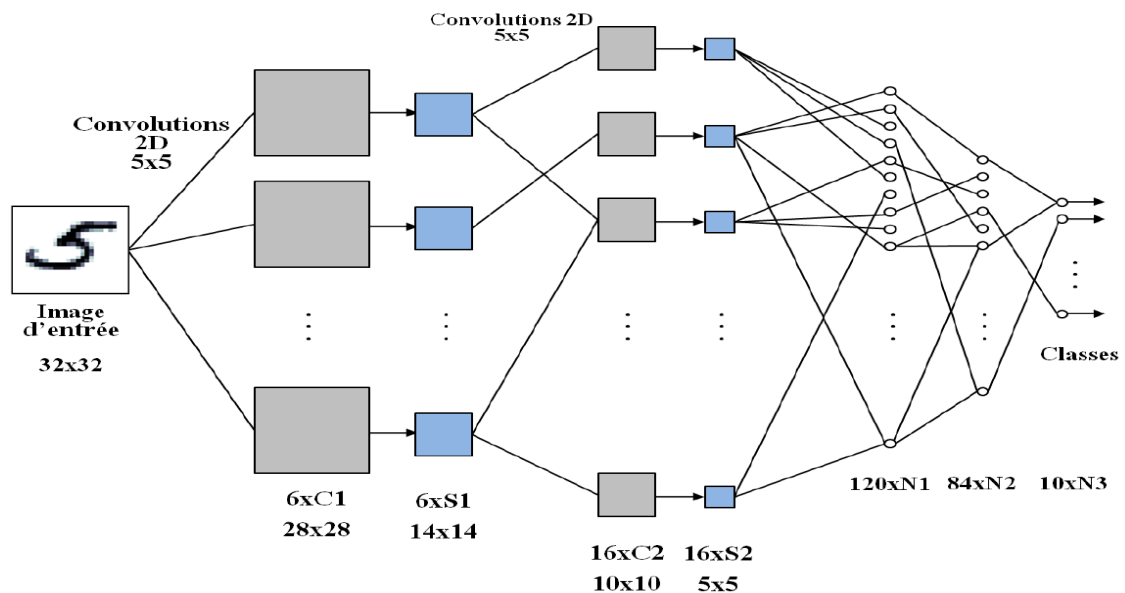 Convolutions 2D
5x5
Convolutions
2D
5x5
Image
d'entrée
32x32
6xC1
28x28
6xS1
14x14
16xC2
10x10
16xS2
5x5
120xN1
84xN2
10xN3
Classes